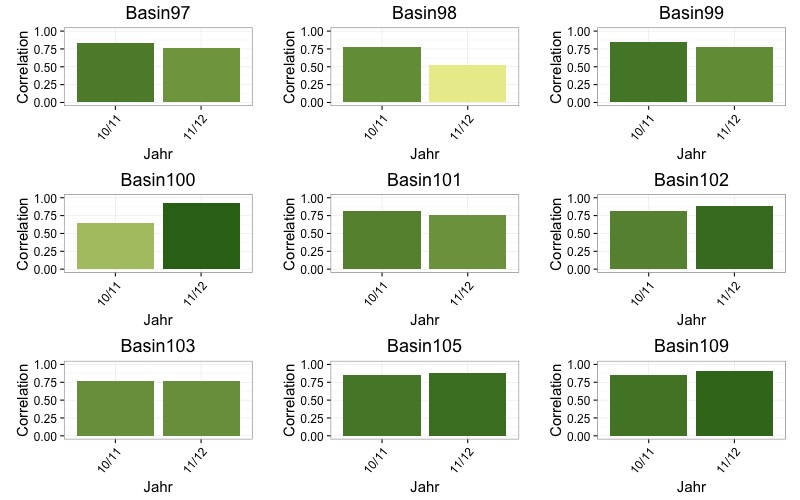 Basin97 Basin98 Basin99
1.00 1.00 1.00
0.75 0.75 0.75
0.50 0.50 0.50
0.25 0.25 0.25
0.00 0.00 0.00
Correlation Correlation Correlation
10/11 11/12 10/11 11/12 10/11 11/12
Jahr Jahr Jahr
Basin100 Basin101 Basin102
1.00 1.00 1.00
0.75 0.75 0.75
0.50 0.50 0.50
0.25 0.25 0.25
0.00 0.00 0.00
Correlation Correlation Correlation
10/11 11/12 10/11 11/12 10/11 11/12
Jahr Jahr Jahr
Basin103 Basin105 Basin109
1.00 1.00 1.00
0.75 0.75 0.75
0.50 0.50 0.50
0.25 0.25 0.25
0.00 0.00 0.00
Correlation Correlation Correlation
10/11 11/12 10/11 11/12 10/11 11/12
Jahr Jahr Jahr